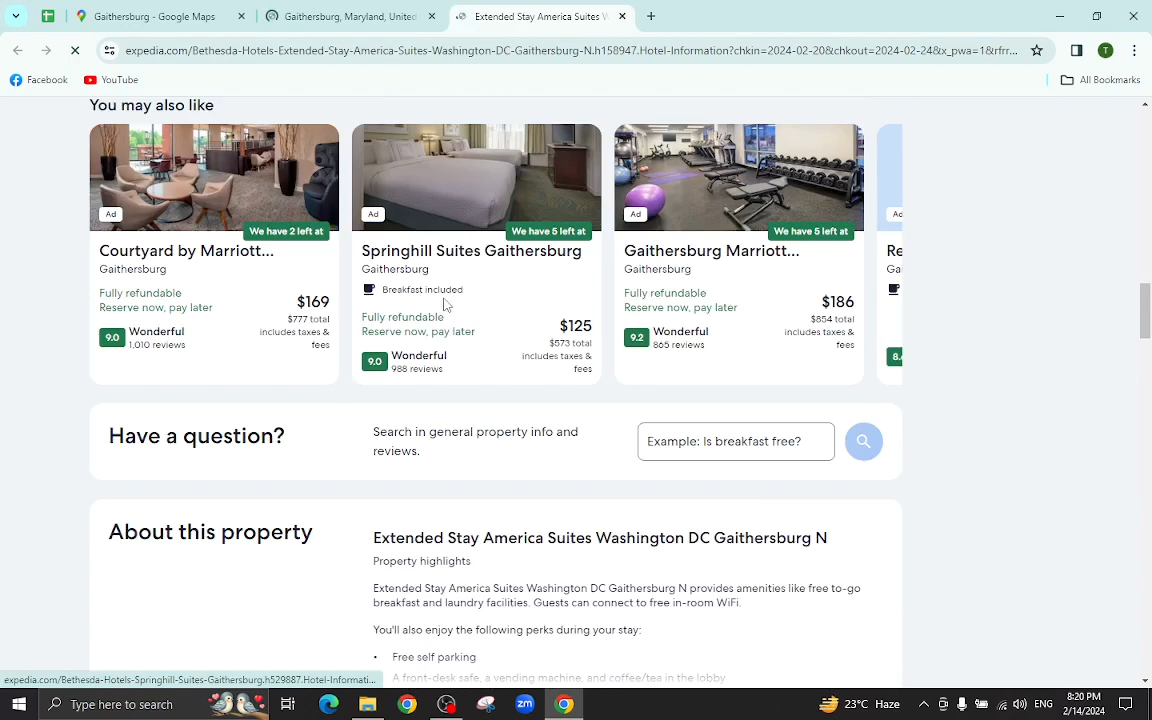 Gaithersburg - Google Maps
Gaithersburg, Maryland, United
Extended Stay America Suites W
expedia.com/Bethesda-Hotels-Extended-Stay-America-Suites-Washington-DC-Gaithersburg-N.h158947.Hotel-Information?chkin=2024-02-20&chkout=2024-02-24&x_pwa=1&rfrr...
T
Facebook
YouTube
All Bookmarks
You may also like
Ad
We have 2 left at
Courtyard by Marriott...
Gaithersburg
Fully refundable
Reserve now, pay later
$169
$777 total
includes taxes &
fees
9.0
Wonderful
1,010 reviews
Ad
We have 5 left at
Springhill Suites Gaithersburg
Gaithersburg
Breakfast included
Fully refundable
Reserve now, pay later
$125
$573 total
includes taxes &
fees
9.0
Wonderful
988 reviews
Ad
We have 5 left at
Gaithersburg Marriott...
Gaithersburg
Fully refundable
Reserve now, pay later
$186
$854 total
includes taxes &
fees
9.2
Wonderful
865 reviews
Ad
Re
Ga
8.
Have a question?
Search in general property info and
reviews.
Example: Is breakfast free?
About this property
Extended Stay America Suites Washington DC Gaithersburg N
Property highlights
Extended Stay America Suites Washington DC Gaithersburg N provides amenities like free to-go
breakfast and laundry facilities. Guests can connect to free in-room WiFi.
You'll also enjoy the following perks during your stay:
• Free self parking
A front-desk safe, a vending machine, and coffee/tea in the lobby
expedia.com/Bethesda-Hotels-Springhill-Suites-Gaithersburg.h529887.Hotel-Informati...
Type here to search
zm
23°C Haze
ENG
8:20 PM
2/14/2024